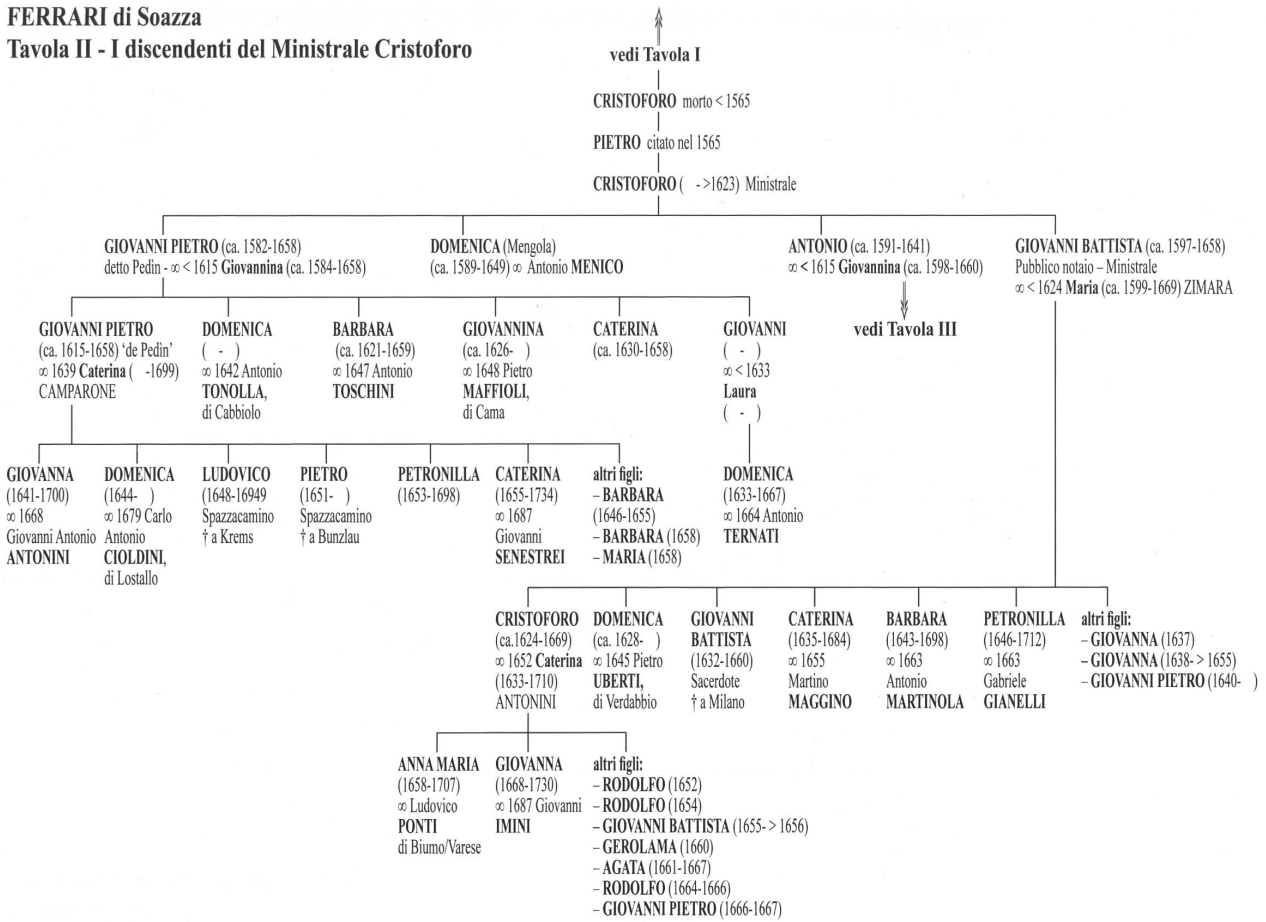 FERRARI di Soazza
Tavola II - I discendenti del Ministrale Cristoforo
vedi Tavola I
CRISTOFORO morto < 1565
PIETRO citato nel 1565
CRISTOFORO ( - >1623) Ministrale
GIOVANNI PIETRO (ca. 1582-1658)
detto Pedìn - ∞ < 1615 Giovannina (ca. 1584-1658)
DOMENICA (Mengola)
(ca. 1589-1649) ∞ Antonio MENICO
ANTONIO (ca. 1591-1641)
∞ < 1615 Giovannina (ca. 1598-1660)
vedi Tavola III
GIOVANNI BATTISTA (ca. 1597-1658)
Pubblico notaio – Ministrale
∞ < 1624 Maria (ca. 1599-1669) ZIMARA
GIOVANNI PIETRO
(ca. 1615-1658) ‘de Pedìn’
∞ 1639 Caterina ( -1699)
CAMPARONE
DOMENICA
( - )
∞ 1642 Antonio
TONOLLA,
di Cabbiolo
BARBARA
(ca. 1621-1659)
∞ 1647 Antonio
TOSCHINI
GIOVANNINA
(ca. 1626- )
∞ 1648 Pietro
MAFFIOLI,
di Cama
CATERINA
(ca. 1630-1658)
GIOVANNI
( - )
∞ < 1633
Laura
( - )
GIOVANNA
(1641-1700)
∞ 1668
Giovanni Antonio
ANTONINI
DOMENICA
(1644- )
∞ 1679 Carlo
Antonio
CIOLDINI,
di Lostallo
LUDOVICO
(1648-16949
Spazzacamino
† a Krems
PIETRO
(1651- )
Spazzacamino
† a Bunzlau
PETRONILLA
(1653-1698)
CATERINA
(1655-1734)
∞ 1687
Giovanni
SENESTREI
altri figli:
– BARBARA
(1646-1655)
– BARBARA (1658)
– MARIA (1658)
DOMENICA
(1633-1667)
∞ 1664 Antonio
TERNATI
CRISTOFORO
(ca.1624-1669)
∞ 1652 Caterina
(1633-1710)
ANTONINI
DOMENICA
(ca. 1628- )
∞ 1645 Pietro
UBERTI,
di Verdabbio
GIOVANNI
BATTISTA
(1632-1660)
Sacerdote
† a Milano
CATERINA
(1635-1684)
∞ 1655
Martino
MAGGINO
BARBARA
(1643-1698)
∞ 1663
Antonio
MARTINOLA
PETRONILLA
(1646-1712)
∞ 1663
Gabriele
GIANELLI
altri figli:
– GIOVANNA (1637)
– GIOVANNA (1638- > 1655)
– GIOVANNI PIETRO (1640- )
ANNA MARIA
(1658-1707)
∞ Ludovico
PONTI
di Biumo/Varese
GIOVANNA
(1668-1730)
∞ 1687 Giovanni
IMINI
altri figli:
– RODOLFO (1652)
– RODOLFO (1654)
– GIOVANNI BATTISTA (1655- > 1656)
– GEROLAMA (1660)
– AGATA (1661-1667)
– RODOLFO (1664-1666)
– GIOVANNI PIETRO (1666-1667)